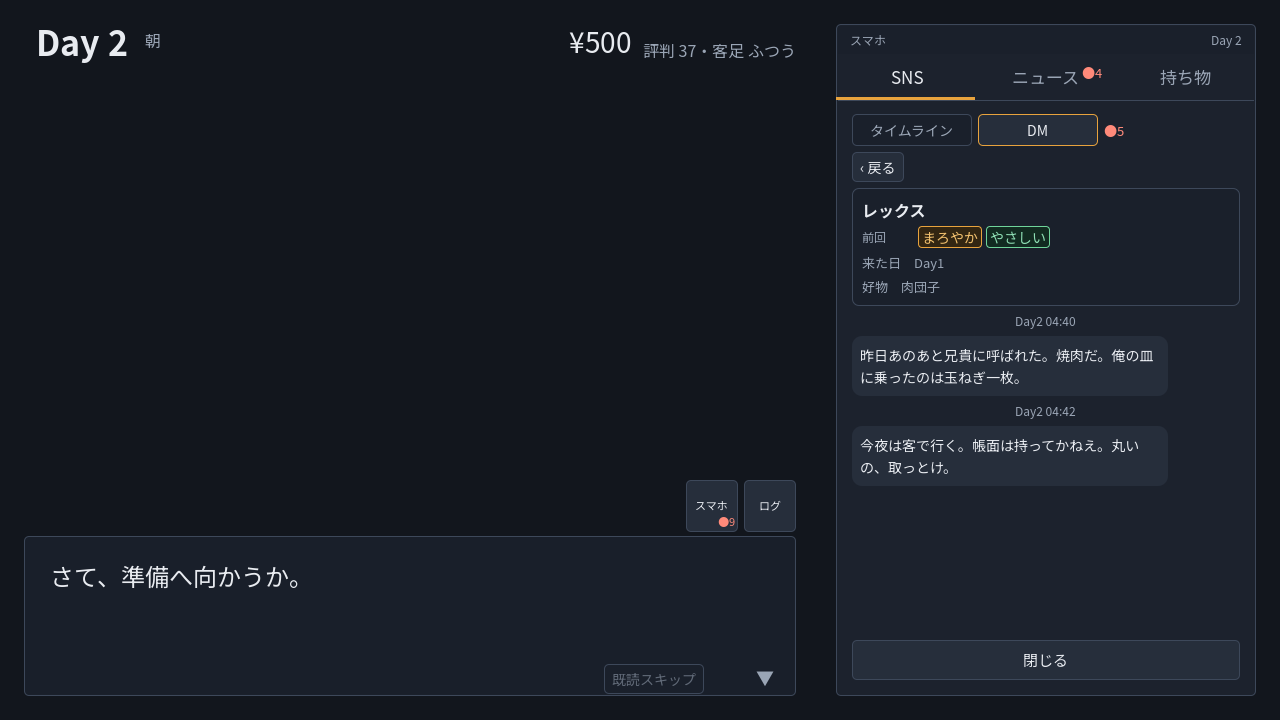 Day 2 朝
¥500 評判 37・客足 ふつう
スマホ Day 2
SNS ニュース 4 持ち物
タイムライン DM 5
‹ 戻る
レックス
前回 まろやか やさしい
来た日 Day1
好物 肉団子
Day2 04:40
昨日あのあと兄貴に呼ばれた。焼肉だ。俺の皿
に乗ったのは玉ねぎ一枚。
Day2 04:42
今夜は客で行く。帳面は持ってかねえ。丸い
の、取っとけ。
スマホ 9 ログ
さて、準備へ向かうか。
既読スキップ ▼
閉じる